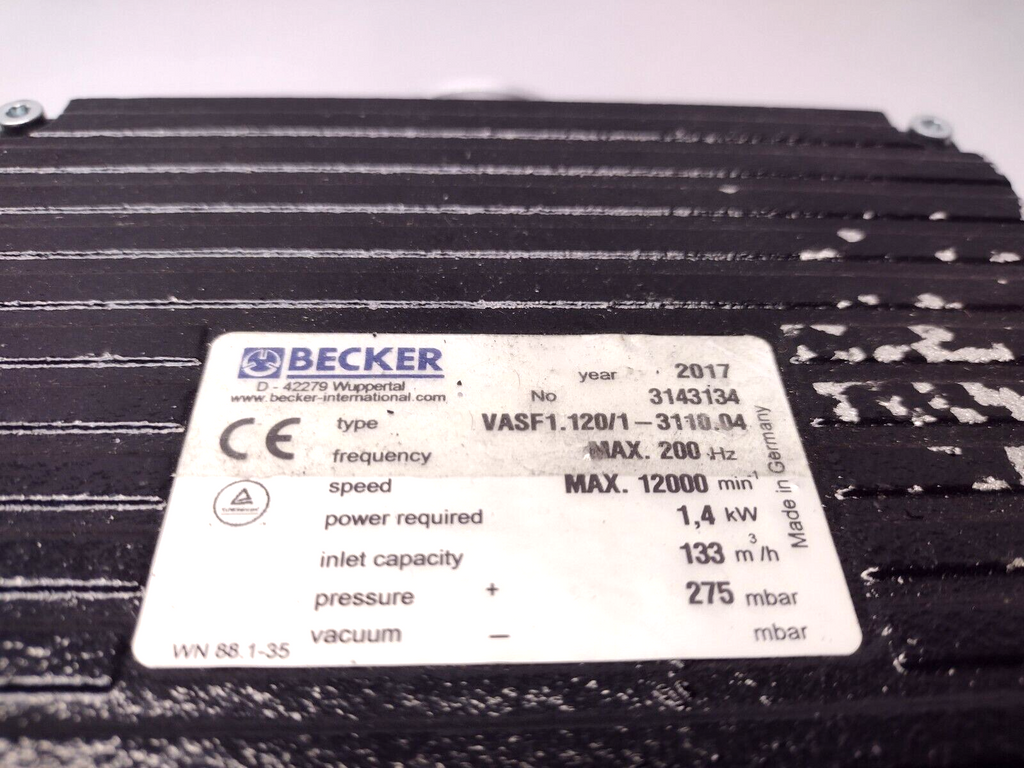 BECKER
D - 42279 Wuppertal
www.becker-international.com
year 2017
No 3143134
type VASF1.120/1-3110.04
frequency MAX. 200 Hz
speed MAX. 12000 min⁻¹
power required 1,4 kW
inlet capacity 133 m³/h
pressure + 275 mbar
vacuum – mbar
WN 88.1-35
Made in Germany
CE